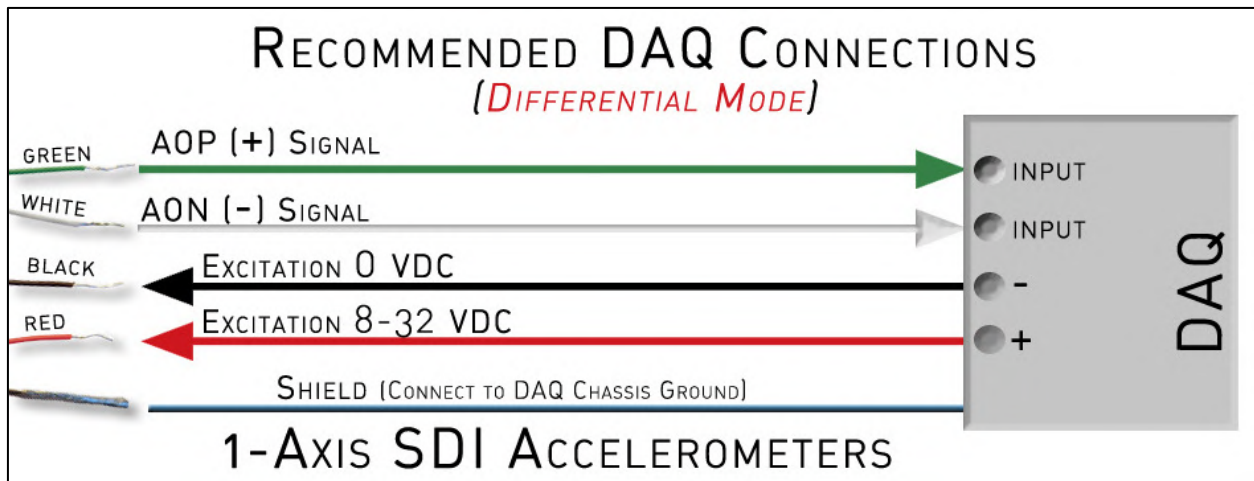 RECOMMENDED DAQ CONNECTIONS
(DIFFERENTIAL MODE)
GREEN
AOP (+) SIGNAL
INPUT
WHITE
AON (-) SIGNAL
INPUT
BLACK
EXCITATION 0 VDC
-
RED
EXCITATION 8-32 VDC
+
DAQ
SHIELD (CONNECT TO DAQ CHASSIS GROUND)
1-AXIS SDI ACCELEROMETERS